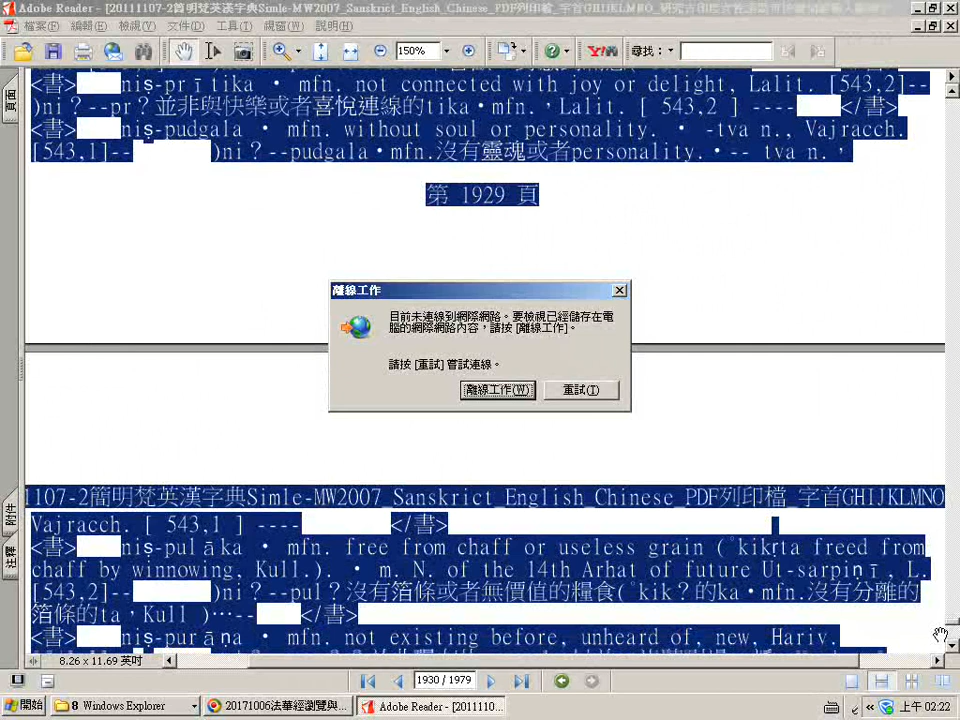 Adobe Reader - [20111107-2簡明梵英漢字典Simle-MW2007_Sanskrict_English_Chinese_PDF列印檔_字首GHIJKLMNO_研究
檔案(F) 編輯(E) 檢視(V) 文件(D) 工具(T) 視窗(W) 說明(H)
150% Y! 尋找:
頁面
<書> niṣ-prītika • mfn. not connected with joy or delight, Lalit. [543,2]--
)ni？--pr？並非與快樂或者喜悅連線的tika•mfn.，Lalit. [ 543,2 ] ---- </書>
<書> niṣ-pudgala • mfn. without soul or personality. • -tva n., Vajracch.
[543,1]-- )ni？--pudgala•mfn.沒有靈魂或者personality.•-- tva n.，
第 1929 頁
離線工作
目前未連線到網際網路。要檢視已經儲存在電
腦的網際網路內容，請按 [離線工作]。
請按 [重試] 嘗試連線。
離線工作(W) 重試(T)
附件
註釋
1107-2簡明梵英漢字典Simle-MW2007_Sanskrict_English_Chinese_PDF列印檔_字首GHIJKLMNO
Vajracch. [ 543,1 ] ---- </書>
<書> niṣ-pulāka • mfn. free from chaff or useless grain (˚kikṛta freed from
chaff by winnowing, Kull.). • m. N. of the 14th Arhat of future Ut-sarpiṇī, L.
[543,2]-- )ni？--pul？沒有箔條或者無價值的糧食(˚kik？的ka•mfn.沒有分離的
箔條的ta，Kull )…--- </書>
<書> niṣ-purāṇa • mfn. not existing before, unheard of, new, Hariv.
8.26 x 11.69 英吋
1930 / 1979
開始 8 Windows Explorer 20171006法華經瀏覽與... Adobe Reader - [2011110... 上午 02:22